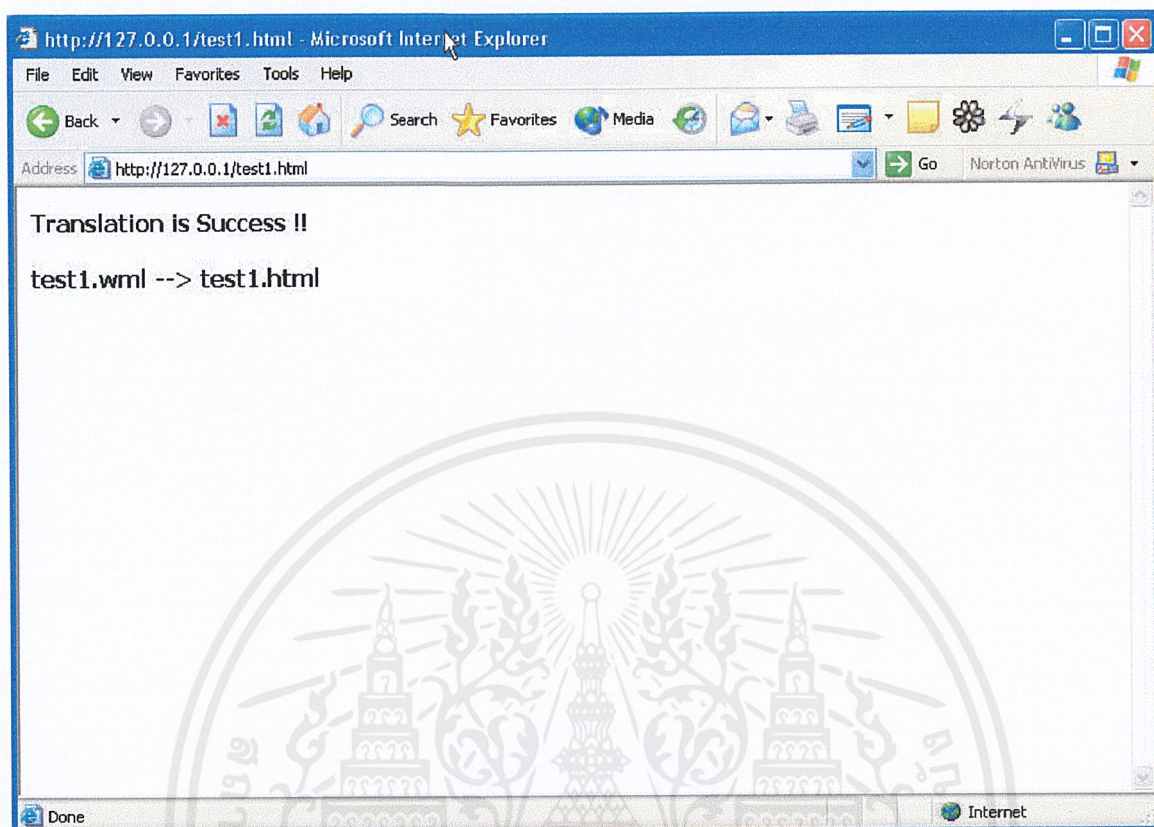 http://127.0.0.1/test1.html - Microsoft Internet Explorer
File Edit View Favorites Tools Help
Back Search Favorites Media
Address http://127.0.0.1/test1.html Go Norton AntiVirus
Translation is Success !!
test1.wml --> test1.html
Done Internet